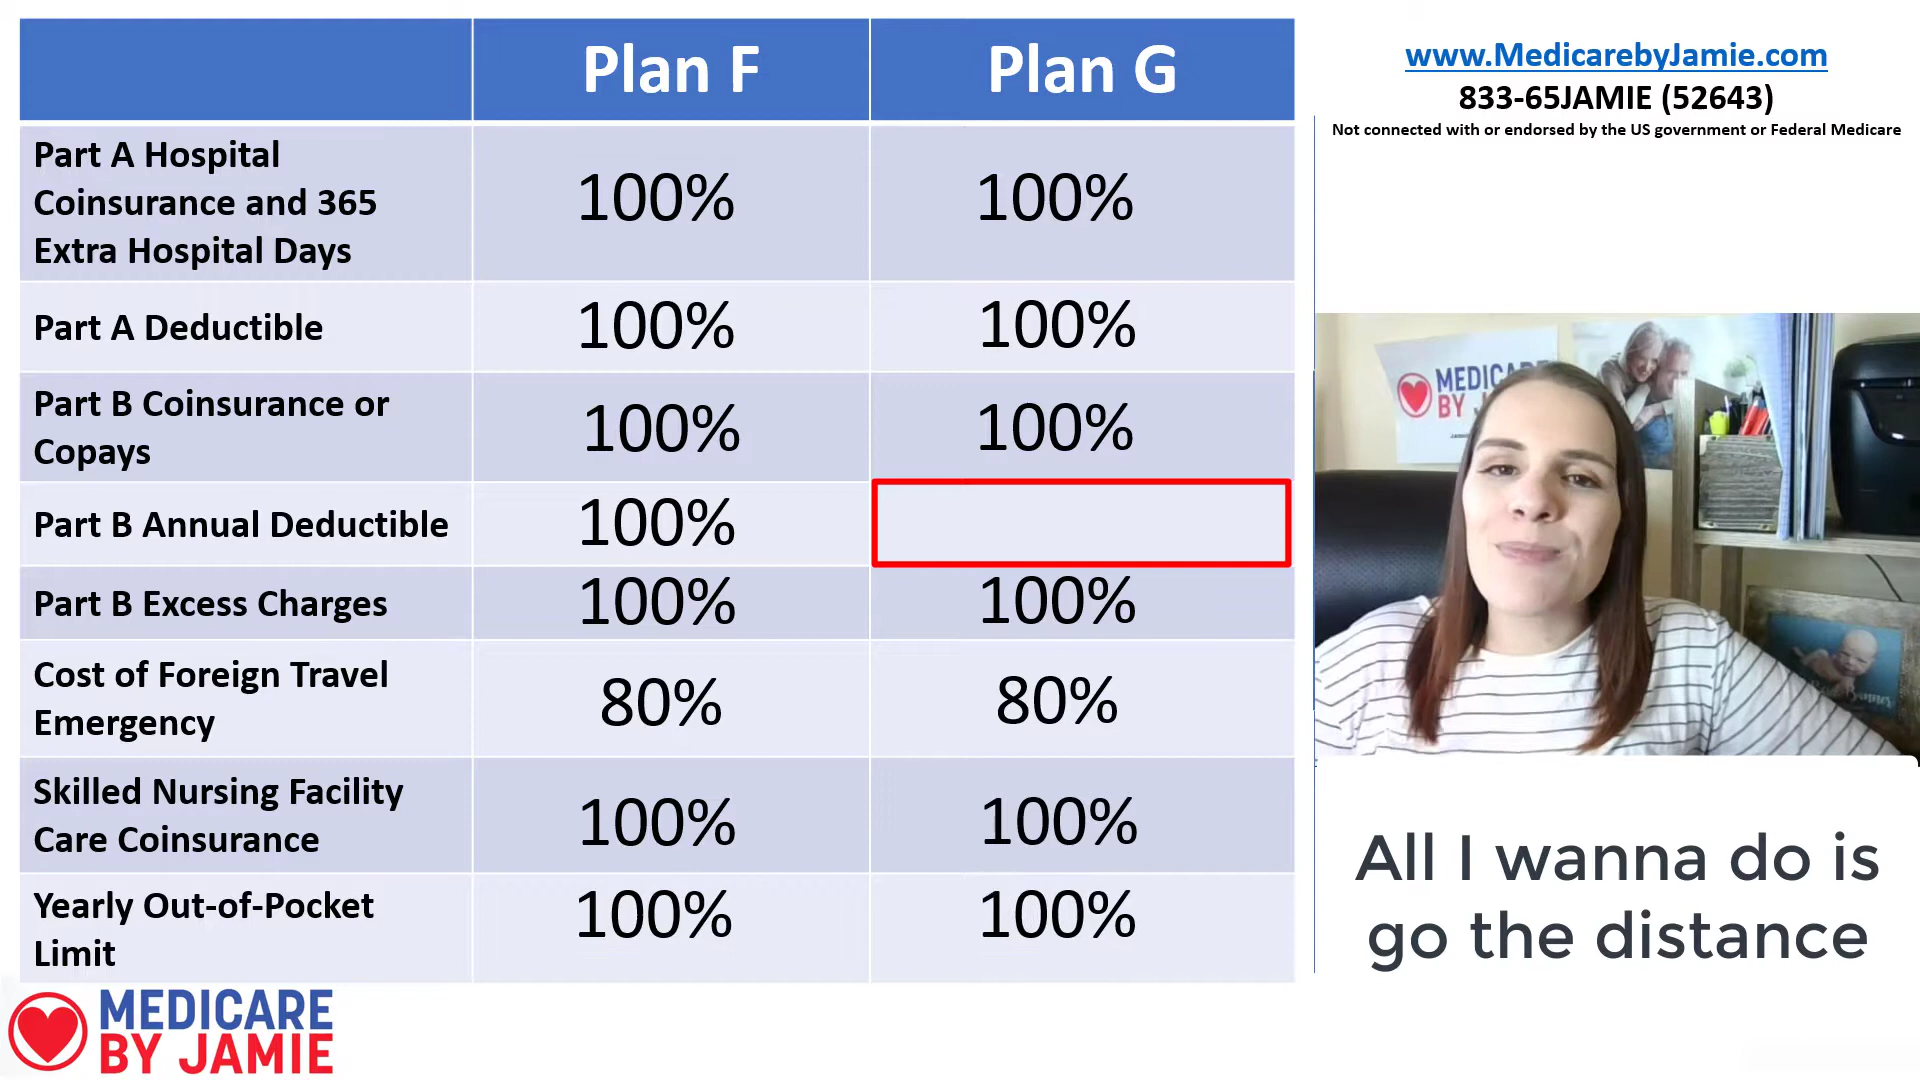 Plan F
Plan G
Part A Hospital
Coinsurance and 365
Extra Hospital Days
100%
100%
Part A Deductible
100%
100%
Part B Coinsurance or
Copays
100%
100%
Part B Annual Deductible
100%
Part B Excess Charges
100%
100%
Cost of Foreign Travel
Emergency
80%
80%
Skilled Nursing Facility
Care Coinsurance
100%
100%
Yearly Out-of-Pocket
Limit
100%
100%
MEDICARE
BY JAMIE
www.MedicarebyJamie.com
833-65JAMIE (52643)
Not connected with or endorsed by the US government or Federal Medicare
MEDICARE
BY
All I wanna do is
go the distance